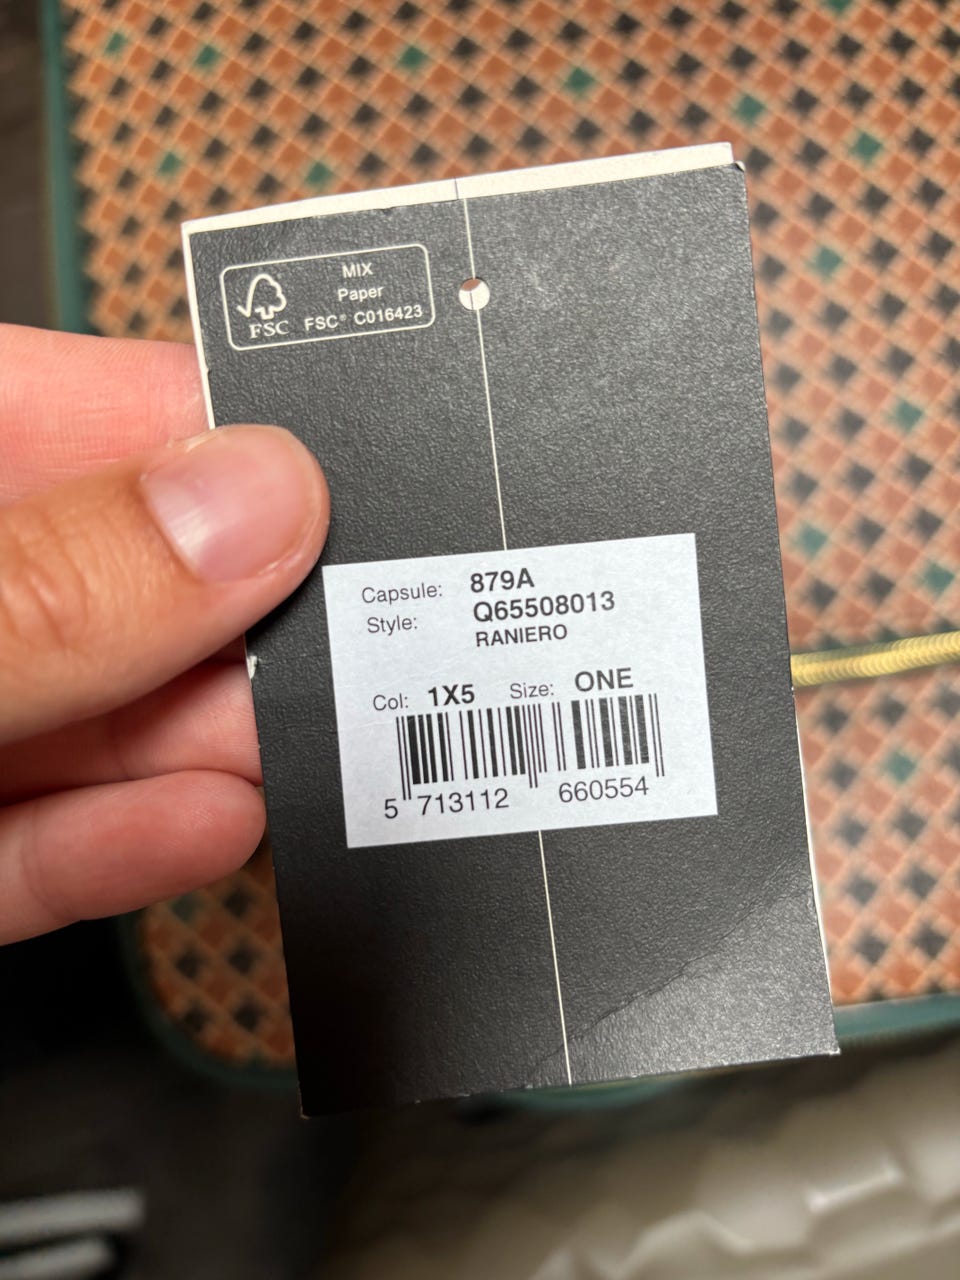 MIX
Paper
FSC FSC® C016423
Capsule: 879A
Style: Q65508013
RANIERO
Col: 1X5 Size: ONE
5 713112 660554